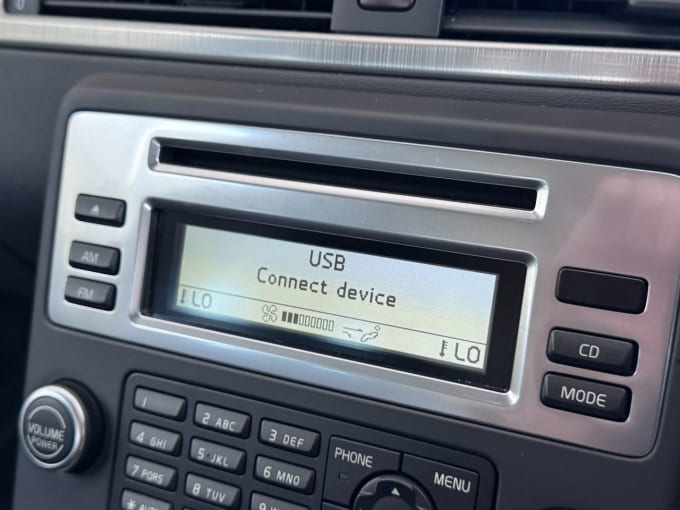 USB
Connect device
LO
LO
AM
FM
CD
MODE
VOLUME
POWER
1
2 ABC
3 DEF
4 GHI
5 JKL
6 MNO
7 PQRS
8 TUV
PHONE
MENU